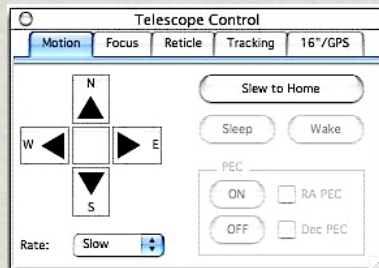 Telescope Control
Motion Focus Reticle Tracking 16"/GPS
N
W E
S
Rate: Slow
Slew to Home
Sleep Wake
PEC
ON RA PEC
OFF Dec PEC